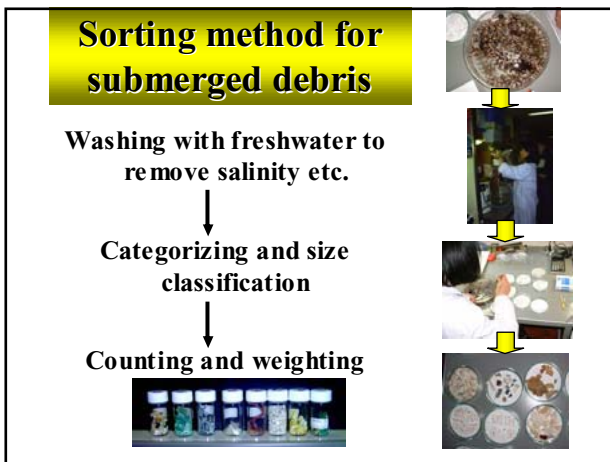 Sorting method for
submerged debris
Washing with freshwater to
remove salinity etc.
Categorizing and size
classification
Counting and weighting